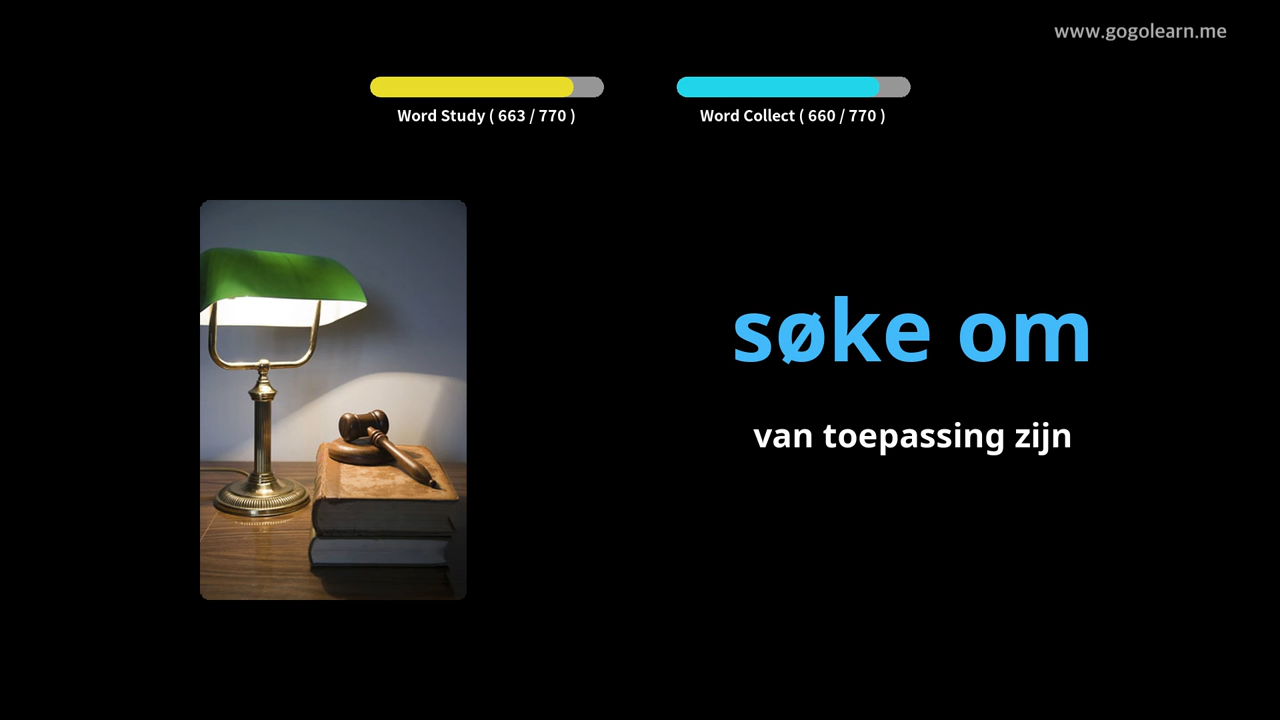 www.gogolearn.me
Word Study ( 663 / 770 )
Word Collect ( 660 / 770 )
søke om
van toepassing zijn